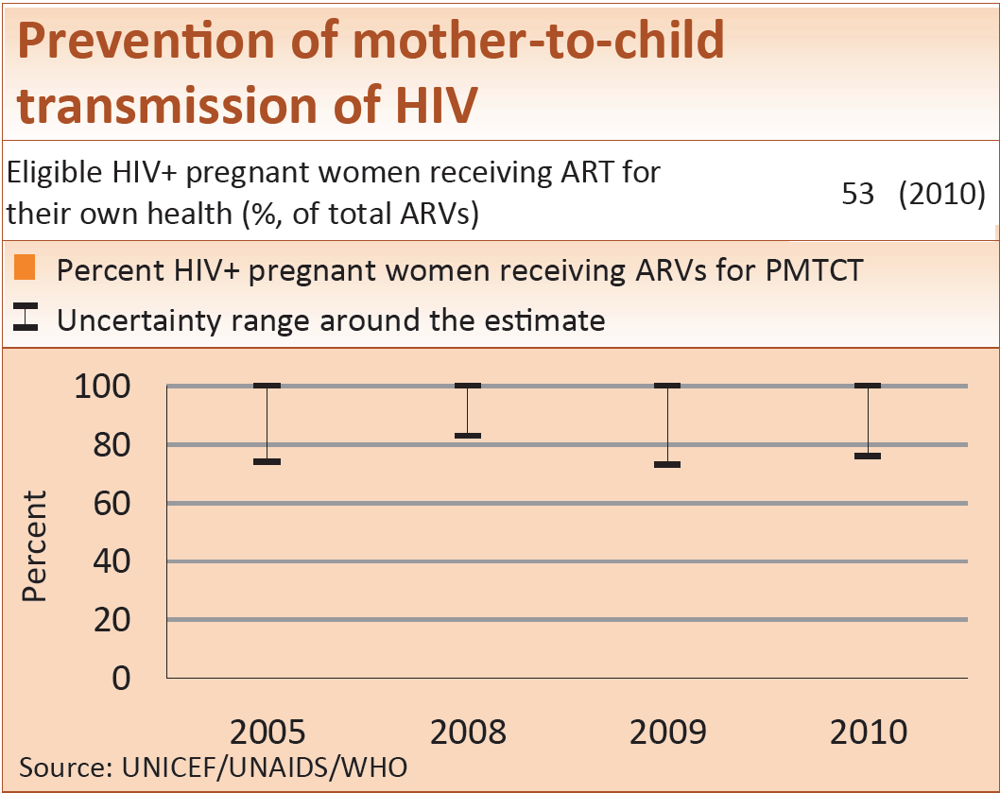 Prevention of mother-to-child
transmission of HIV
Eligible HIV+ pregnant women receiving ART for
their own health (%, of total ARVs)
53 (2010)
Percent HIV+ pregnant women receiving ARVs for PMTCT
Uncertainty range around the estimate
Percent
100
80
60
40
20
0
2005 2008 2009 2010
Source: UNICEF/UNAIDS/WHO